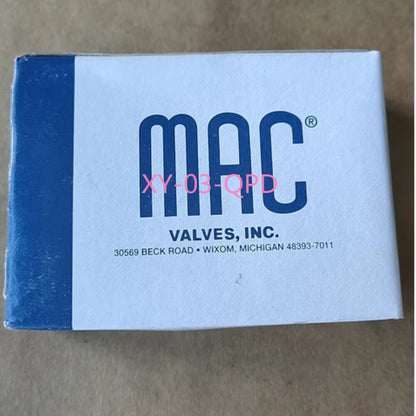 MAC®
XY-03-QPD
VALVES, INC.
30569 BECK ROAD • WIXOM, MICHIGAN 48393-7011